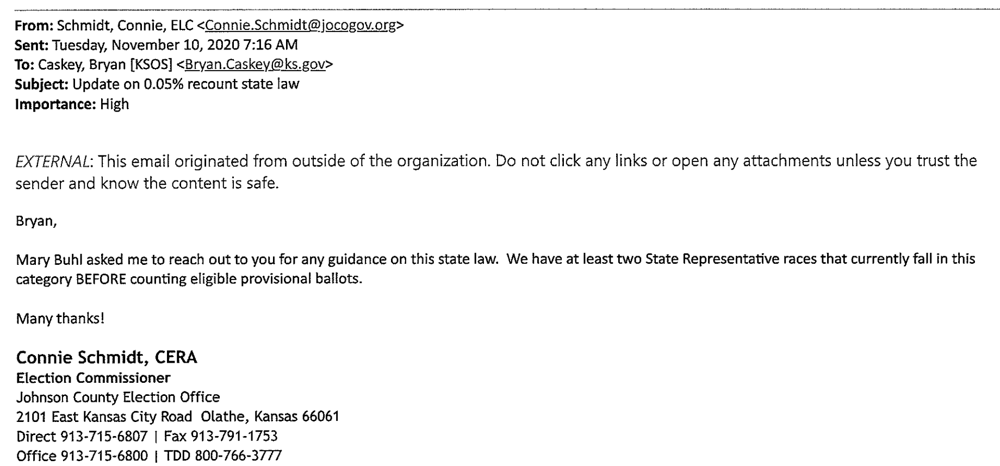 From: Schmidt, Connie, ELC <Connie.Schmidt@jocogov.org>
Sent: Tuesday, November 10, 2020 7:16 AM
To: Caskey, Bryan [KSOS] <Bryan.Caskey@ks.gov>
Subject: Update on 0.05% recount state law
Importance: High
EXTERNAL: This email originated from outside of the organization. Do not click any links or open any attachments unless you trust the
sender and know the content is safe.
Bryan,
Mary Buhl asked me to reach out to you for any guidance on this state law.  We have at least two State Representative races that currently fall in this
category BEFORE counting eligible provisional ballots.
Many thanks!
Connie Schmidt, CERA
Election Commissioner
Johnson County Election Office
2101 East Kansas City Road  Olathe, Kansas 66061
Direct 913-715-6807 | Fax 913-791-1753
Office 913-715-6800 | TDD 800-766-3777